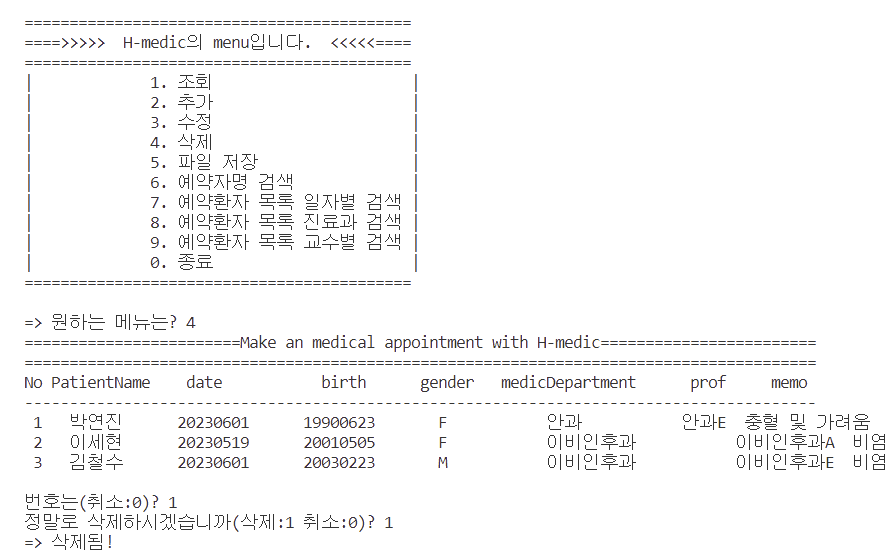 ===========================================
====>>>>>  H-medic의 menu입니다.  <<<<<====
===========================================
|             1. 조회                      |
|             2. 추가                      |
|             3. 수정                      |
|             4. 삭제                      |
|             5. 파일 저장                 |
|             6. 예약자명 검색             |
|             7. 예약환자 목록 일자별 검색 |
|             8. 예약환자 목록 진료과 검색 |
|             9. 예약환자 목록 교수별 검색 |
|             0. 종료                      |
===========================================
=> 원하는 메뉴는? 4
========================Make an medical appointment with H-medic========================
========================================================================================
No PatientName    date           birth      gender   medicDepartment      prof     memo
----------------------------------------------------------------------------------------
1   박연진      20230601      19900623       F           안과           안과E  충혈 및 가려움
2   이세현      20230519      20010505       F           이비인후과           이비인후과A  비염
3   김철수      20230601      20030223       M           이비인후과           이비인후과E  비염
번호는(취소:0)? 1
정말로 삭제하시겠습니까(삭제:1 취소:0)? 1
=> 삭제됨!